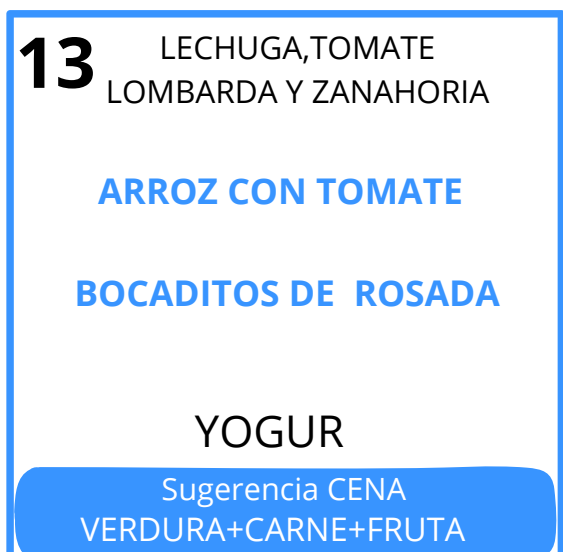 13
LECHUGA,TOMATE
LOMBARDA Y ZANAHORIA
ARROZ CON TOMATE
BOCADITOS DE ROSADA
YOGUR
Sugerencia CENA
VERDURA+CARNE+FRUTA